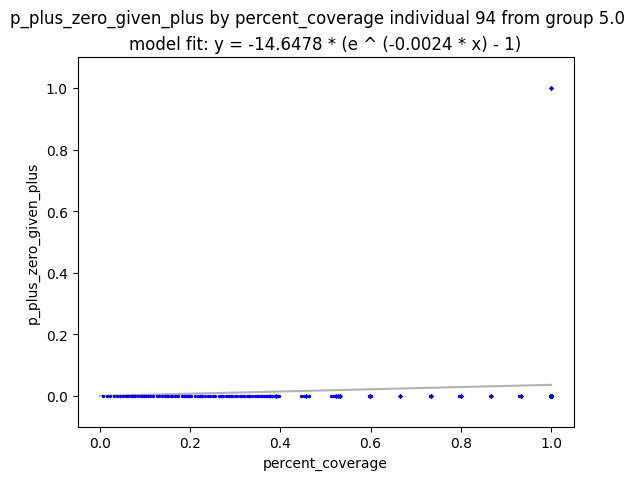 p_plus_zero_given_plus by percent_coverage individual 94 from group 5.0
model fit: y = -14.6478 * (e ^ (-0.0024 * x) - 1)
1.0
0.8
0.6
0.4
0.2
0.0
p_plus_zero_given_plus
0.0 0.2 0.4 0.6 0.8 1.0
percent_coverage